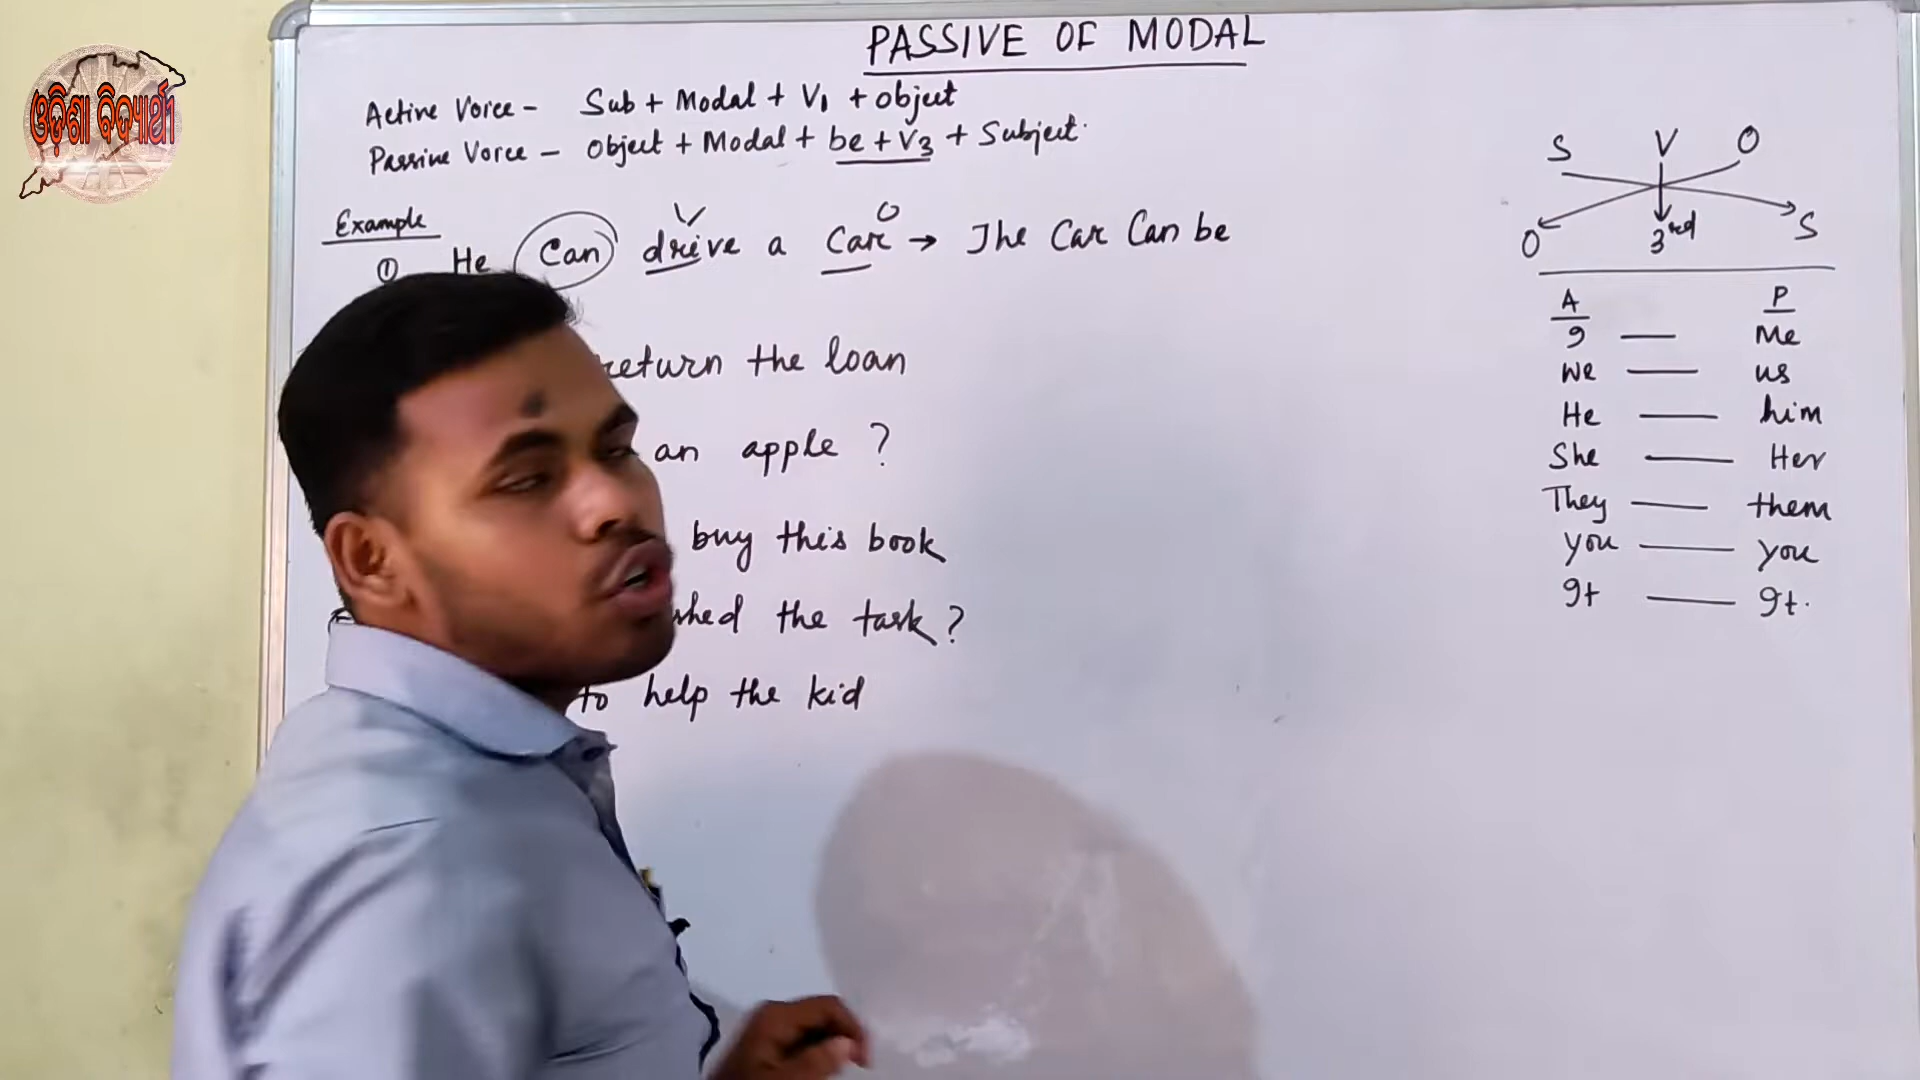 ଓଡ଼ିଶା ବିଦ୍ୟାର୍ଥୀ
PASSIVE OF MODAL
Active Voice - Sub + Modal + V1 + object
Passive Voice - object + Modal + be + V3 + Subject.
Example
① He Can drive a Car → The Car Can be
V O
return the loan
an apple ?
buy this book
the task ?
to help the kid
S V O
O 3rd S
A P
I — Me
We — us
He — him
She — Her
They — them
you — you
It — It.